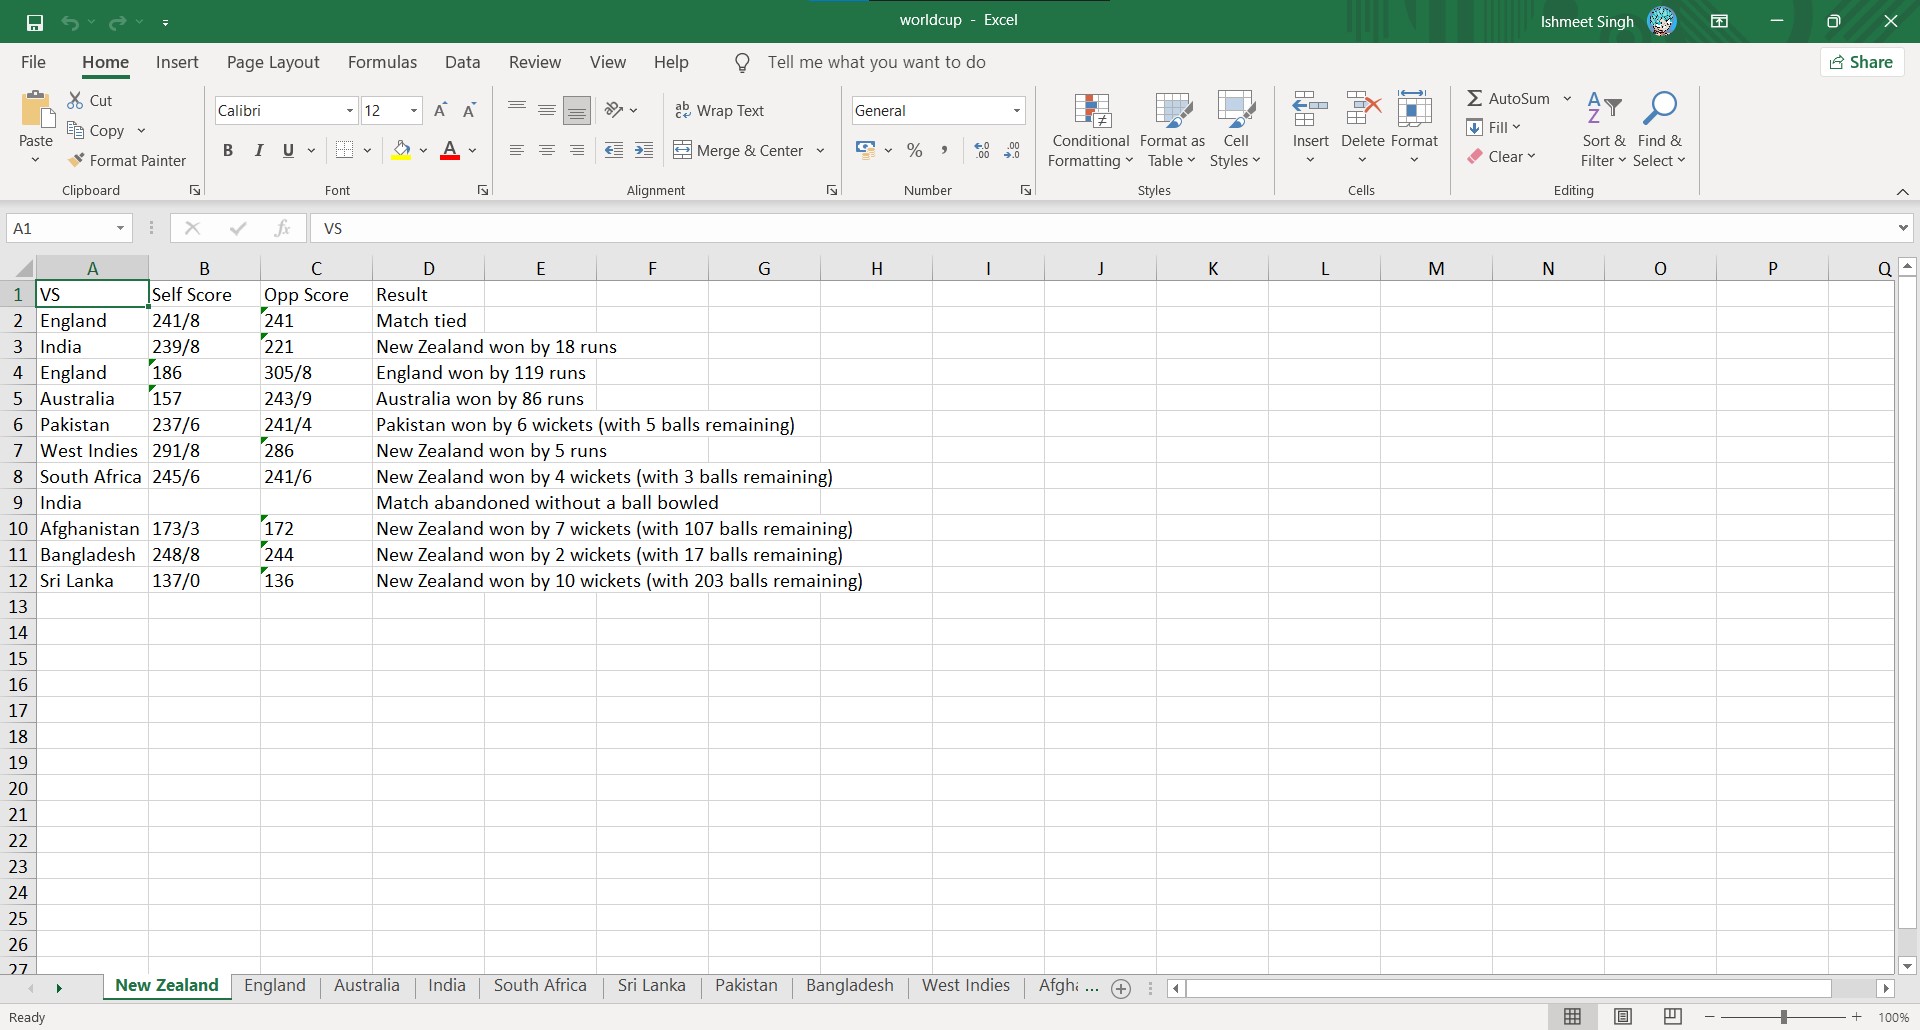 worldcup - Excel
Ishmeet Singh
File Home Insert Page Layout Formulas Data Review View Help Tell me what you want to do Share
Paste Cut Copy Format Painter Clipboard
Calibri 12 A A B I U A Font
ab Wrap Text Merge & Center Alignment
General % , .00 .00 Number
Conditional Formatting Format as Table Cell Styles Styles
Insert Delete Format Cells
AutoSum Fill Clear Sort & Filter Find & Select Editing
A1 fx VS
A B C D E F G H I J K L M N O P Q
1 VS Self Score Opp Score Result
2 England 241/8 241 Match tied
3 India 239/8 221 New Zealand won by 18 runs
4 England 186 305/8 England won by 119 runs
5 Australia 157 243/9 Australia won by 86 runs
6 Pakistan 237/6 241/4 Pakistan won by 6 wickets (with 5 balls remaining)
7 West Indies 291/8 286 New Zealand won by 5 runs
8 South Africa 245/6 241/6 New Zealand won by 4 wickets (with 3 balls remaining)
9 India Match abandoned without a ball bowled
10 Afghanistan 173/3 172 New Zealand won by 7 wickets (with 107 balls remaining)
11 Bangladesh 248/8 244 New Zealand won by 2 wickets (with 17 balls remaining)
12 Sri Lanka 137/0 136 New Zealand won by 10 wickets (with 203 balls remaining)
13
14
15
16
17
18
19
20
21
22
23
24
25
26
27
New Zealand England Australia India South Africa Sri Lanka Pakistan Bangladesh West Indies Afgh ...
Ready 100%